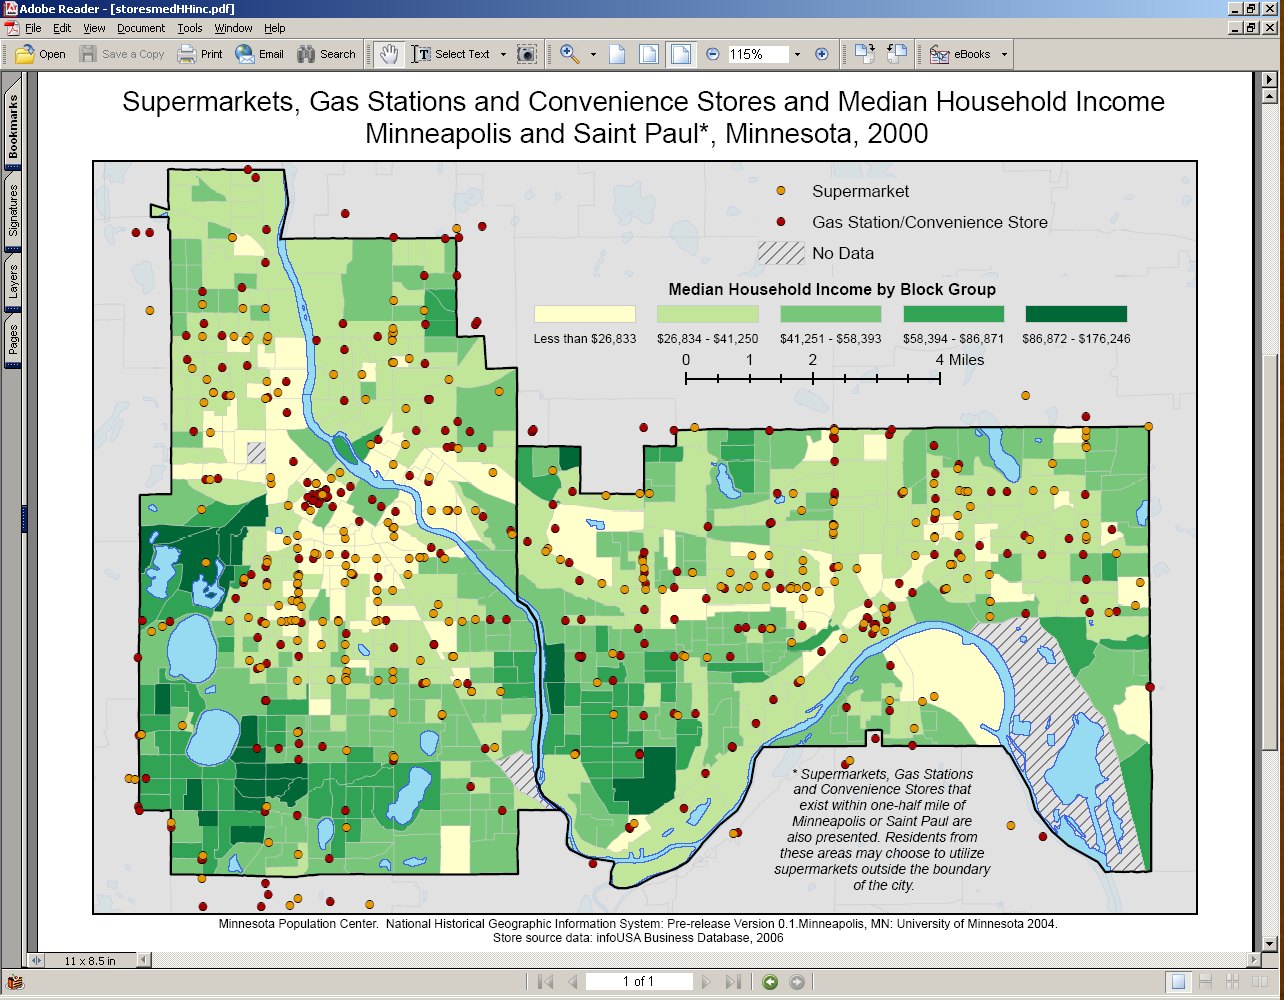 Adobe Reader - [storesmedHHinc.pdf]
File Edit View Document Tools Window Help
Open Save a Copy Print Email Search Select Text 115% eBooks
Bookmarks
Signatures
Layers
Pages
Supermarkets, Gas Stations and Convenience Stores and Median Household Income
Minneapolis and Saint Paul*, Minnesota, 2000
Supermarket
Gas Station/Convenience Store
No Data
Median Household Income by Block Group
Less than $26,833 $26,834 - $41,250 $41,251 - $58,393 $58,394 - $86,871 $86,872 - $176,246
0 1 2 4 Miles
* Supermarkets, Gas Stations
and Convenience Stores that
exist within one-half mile of
Minneapolis or Saint Paul are
also presented. Residents from
these areas may choose to utilize
supermarkets outside the boundary
of the city.
Minnesota Population Center. National Historical Geographic Information System: Pre-release Version 0.1.Minneapolis, MN: University of Minnesota 2004.
Store source data: infoUSA Business Database, 2006
11 x 8.5 in
1 of 1